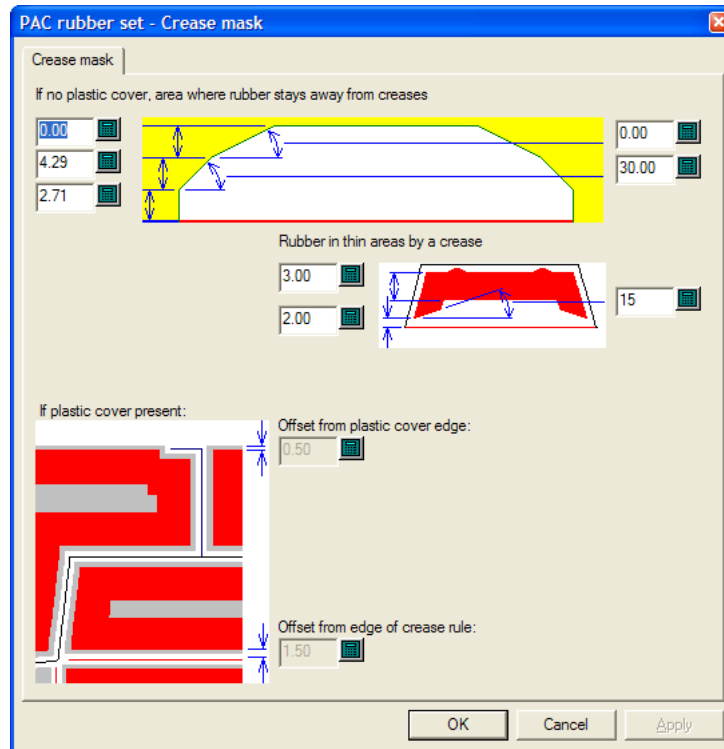 PAC rubber set - Crease mask
Crease mask
If no plastic cover, area where rubber stays away from creases
0.00
0.00
4.29
30.00
2.71
Rubber in thin areas by a crease
3.00
15
2.00
If plastic cover present:
Offset from plastic cover edge:
0.50
Offset from edge of crease rule:
1.50
OK Cancel Apply